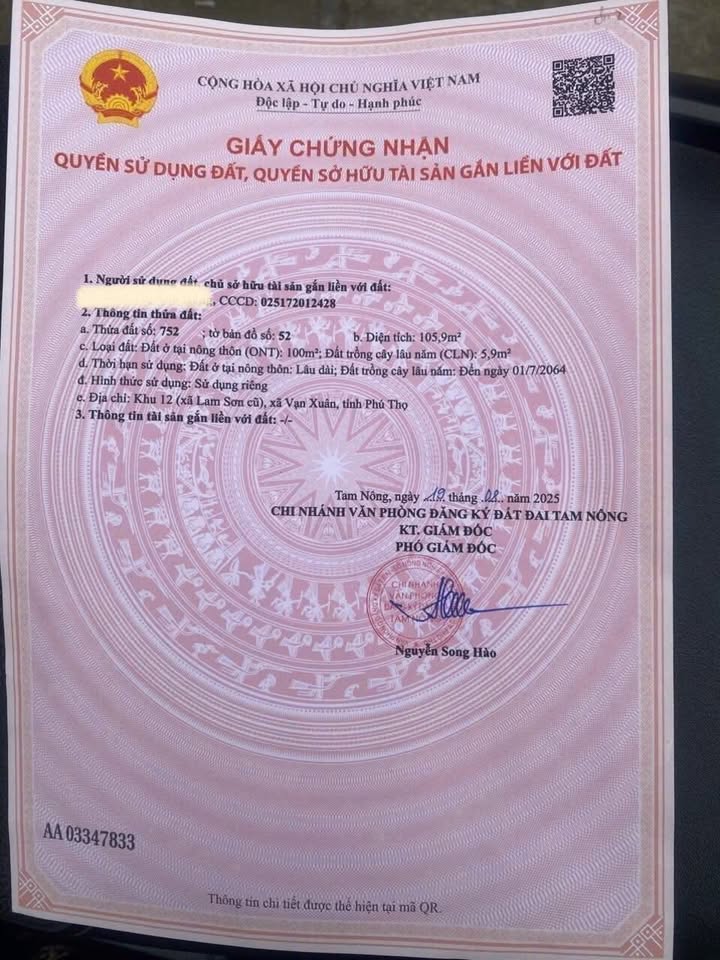 CỘNG HÒA XÃ HỘI CHỦ NGHĨA VIỆT NAM
Độc lập - Tự do - Hạnh phúc
GIẤY CHỨNG NHẬN
QUYỀN SỬ DỤNG ĐẤT, QUYỀN SỞ HỮU TÀI SẢN GẮN LIỀN VỚI ĐẤT
1. Người sử dụng đất, chủ sở hữu tài sản gắn liền với đất:
, CCCD: 025172012428
2. Thông tin thửa đất:
a. Thửa đất số: 752 ; tờ bản đồ số: 52 b. Diện tích: 105,9m²
c. Loại đất: Đất ở tại nông thôn (ONT): 100m²; Đất trồng cây lâu năm (CLN): 5,9m²
d. Thời hạn sử dụng: Đất ở tại nông thôn: Lâu dài; Đất trồng cây lâu năm: Đến ngày 01/7/2064
đ. Hình thức sử dụng: Sử dụng riêng
e. Địa chỉ: Khu 12 (xã Lam Sơn cũ), xã Vạn Xuân, tỉnh Phú Thọ
3. Thông tin tài sản gắn liền với đất: -/-
Tam Nông, ngày 19 tháng 08 năm 2025
CHI NHÁNH VĂN PHÒNG ĐĂNG KÝ ĐẤT ĐAI TAM NÔNG
KT. GIÁM ĐỐC
PHÓ GIÁM ĐỐC
CHI NHÁNH
VĂN PHÒNG
Nguyễn Song Hào
AA 03347833
Thông tin chi tiết được thể hiện tại mã QR.